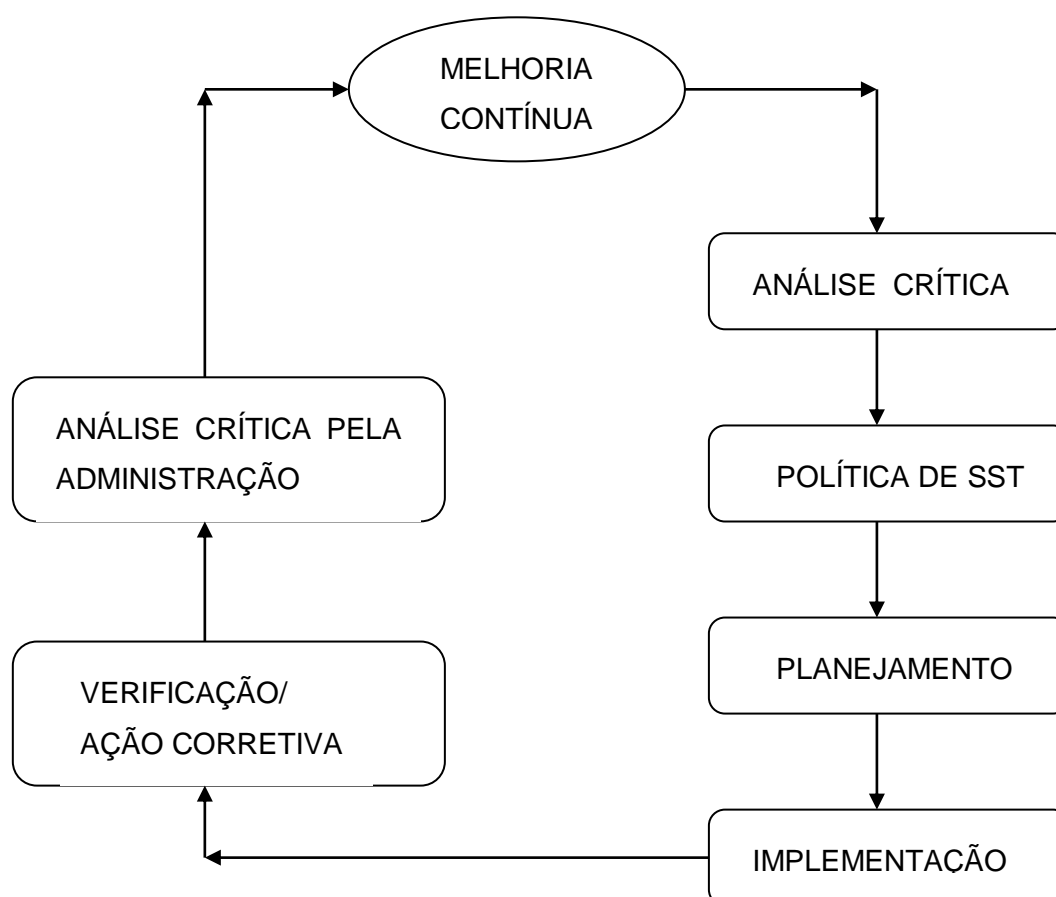 MELHORIA
CONTÍNUA
ANÁLISE CRÍTICA
POLÍTICA DE SST
PLANEJAMENTO
IMPLEMENTAÇÃO
VERIFICAÇÃO/
AÇÃO CORRETIVA
ANÁLISE CRÍTICA PELA
ADMINISTRAÇÃO